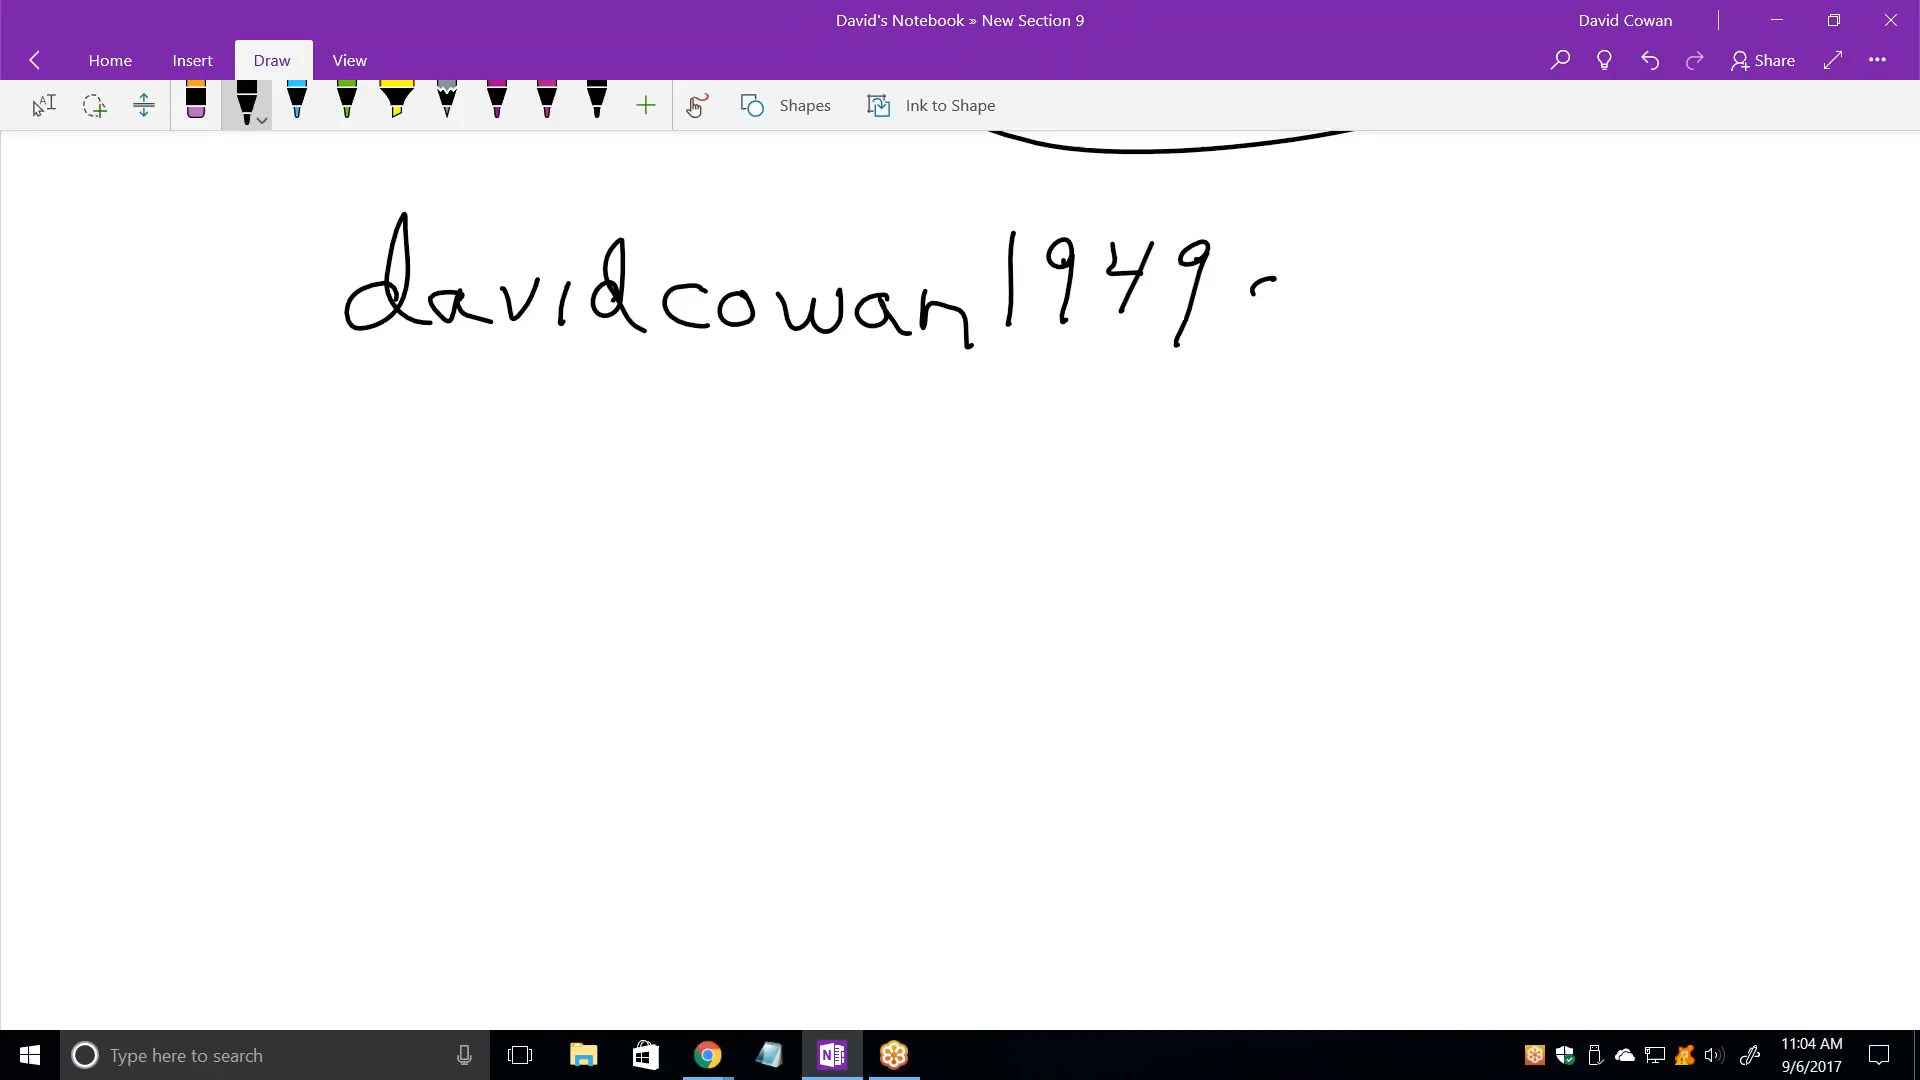 David's Notebook » New Section 9
David Cowan
Home Insert Draw View
Share
Shapes
Ink to Shape
davidcowan1949
Type here to search
11:04 AM
9/6/2017